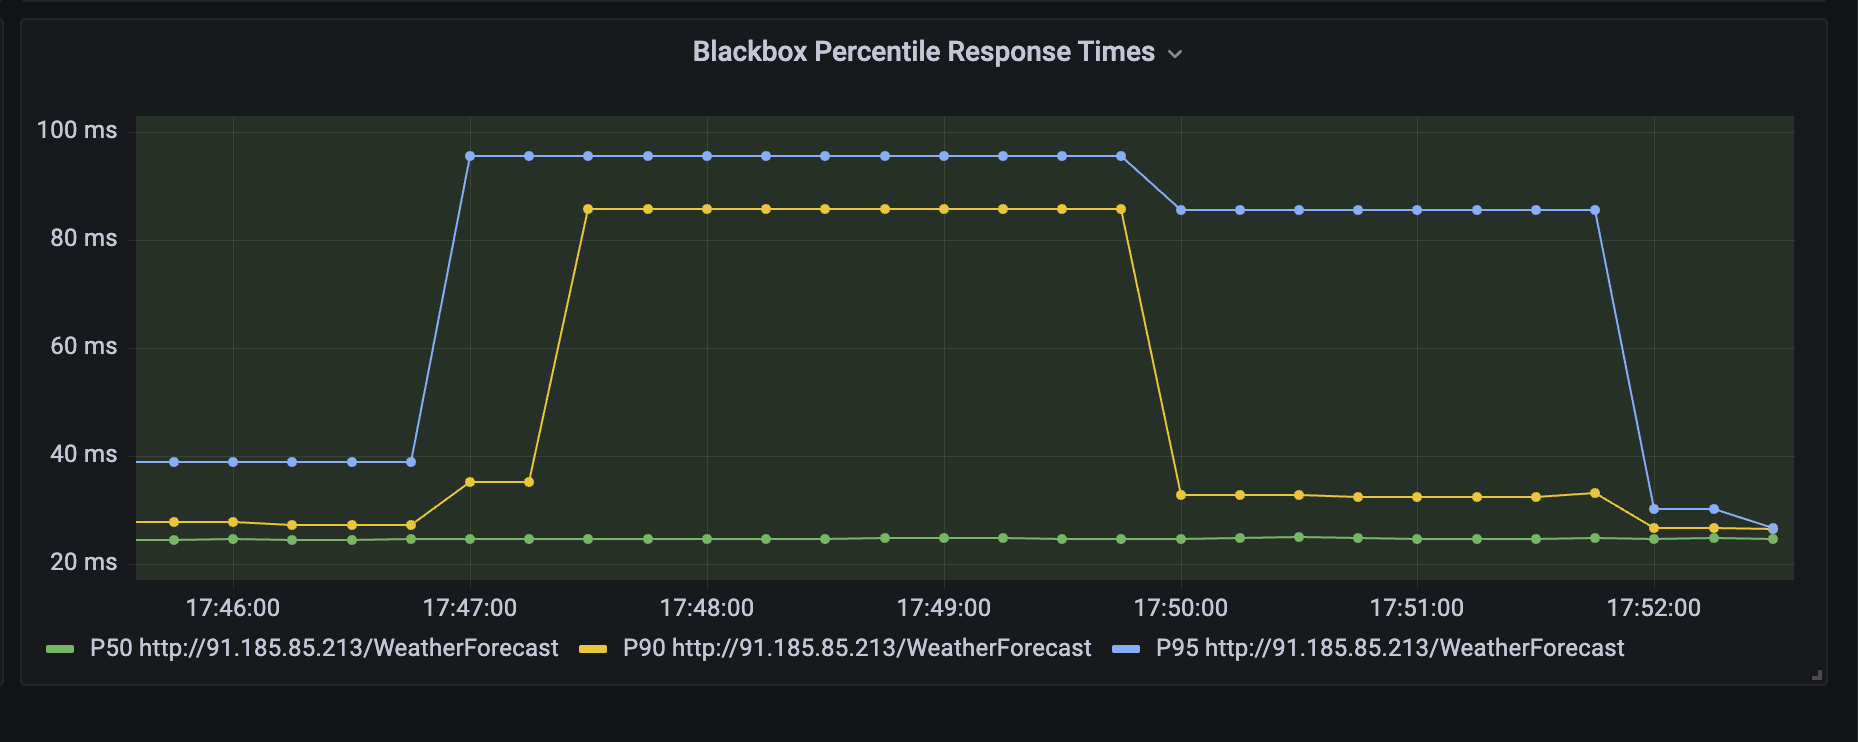 Blackbox Percentile Response Times
100 ms
80 ms
60 ms
40 ms
20 ms
17:46:00 17:47:00 17:48:00 17:49:00 17:50:00 17:51:00 17:52:00
P50 http://91.185.85.213/WeatherForecast P90 http://91.185.85.213/WeatherForecast P95 http://91.185.85.213/WeatherForecast